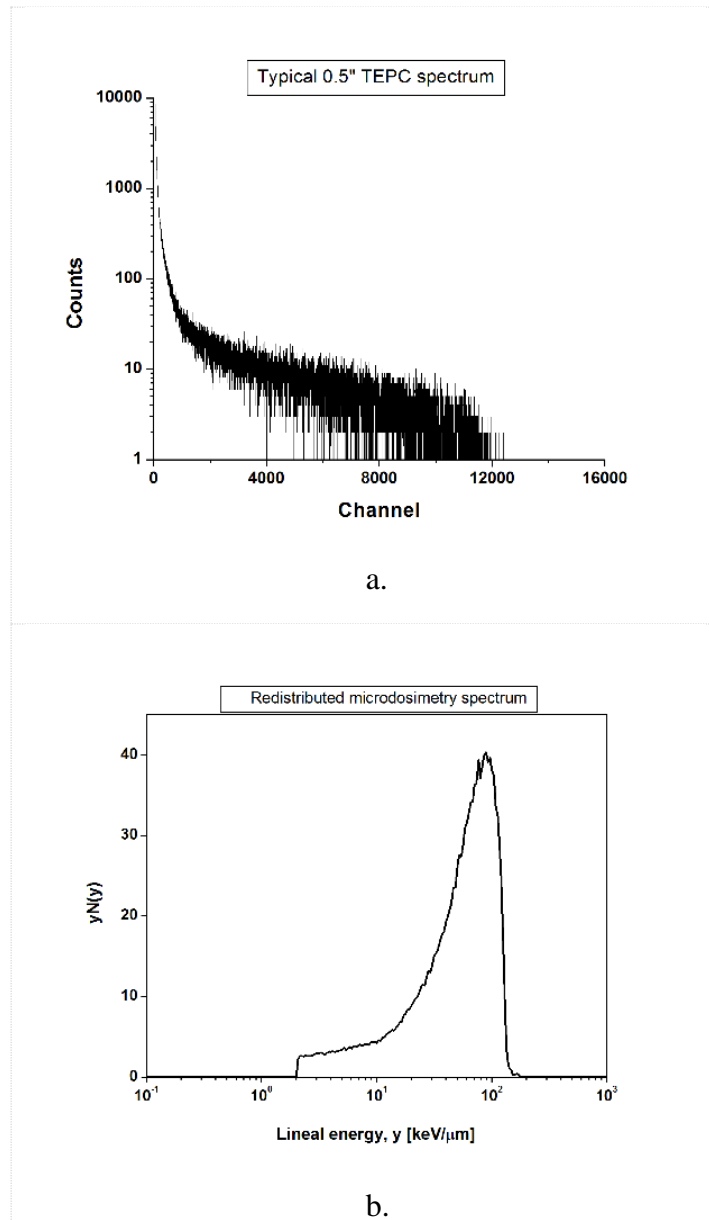 Typical 0.5" TEPC spectrum
10000
1000
100
10
1
Counts
0 4000 8000 12000 16000
Channel
a.
Redistributed microdosimetry spectrum
40
30
20
10
0
yN(y)
10⁻¹ 10⁰ 10¹ 10² 10³
Lineal energy, y [keV/μm]
b.